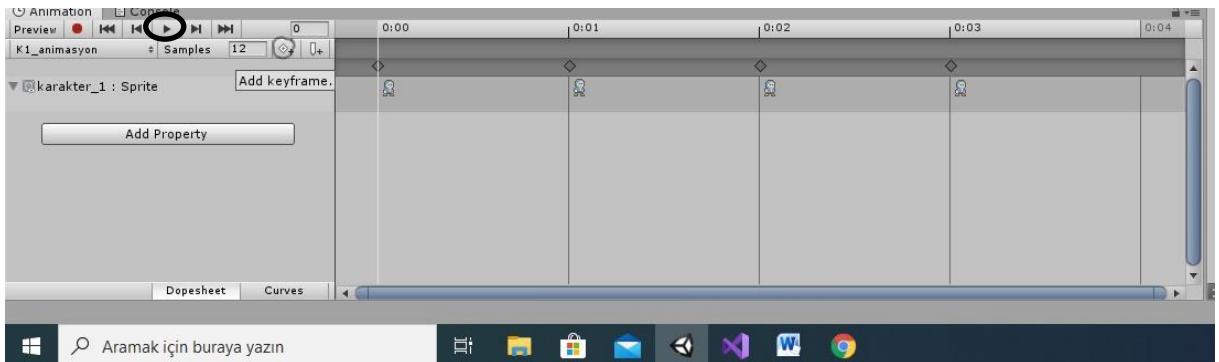 Animation Console
Preview 0 0:00 0:01 0:02 0:03 0:04
K1_animasyon Samples 12
Add keyframe.
karakter_1 : Sprite
Add Property
Dopesheet Curves
Aramak için buraya yazın